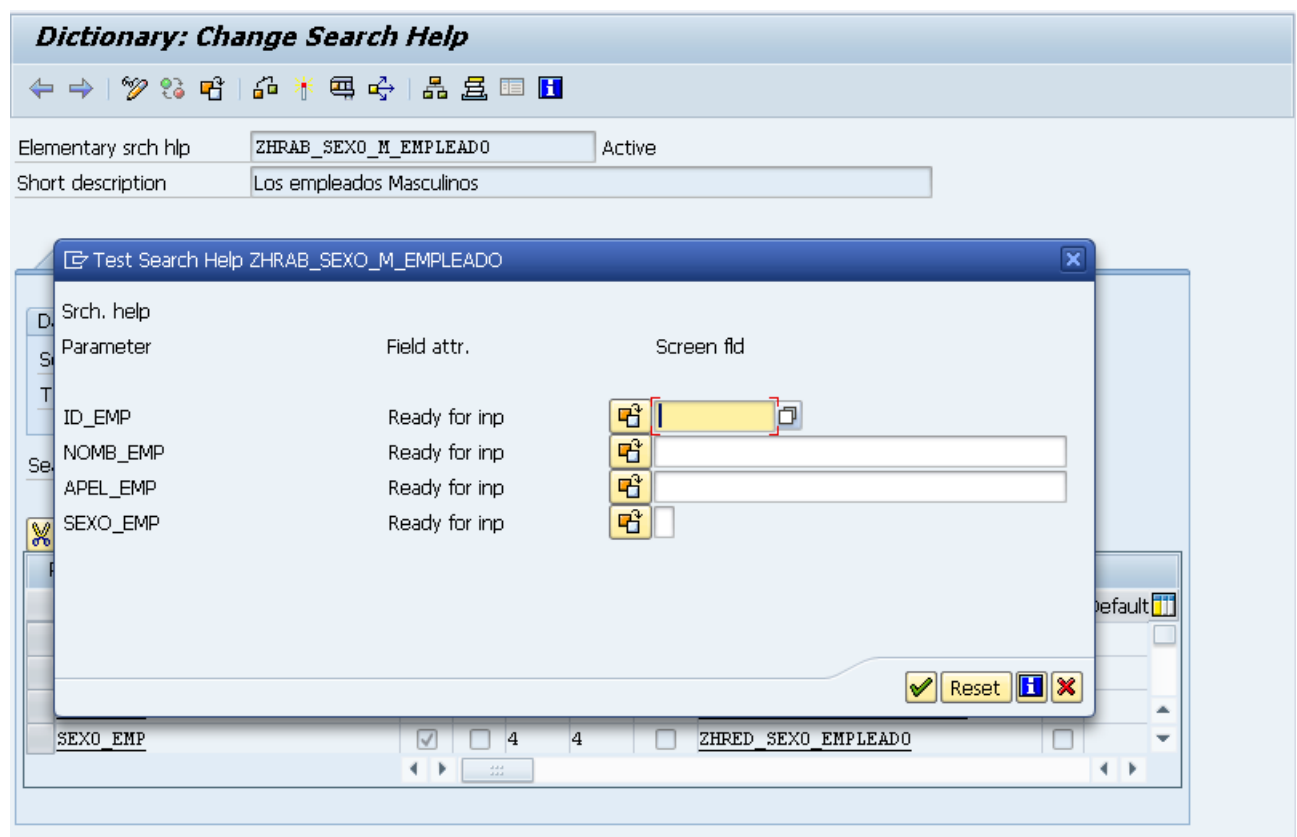 Dictionary: Change Search Help
Elementary srch hlp ZHRAB_SEXO_M_EMPLEADO Active
Short description Los empleados Masculinos
Test Search Help ZHRAB_SEXO_M_EMPLEADO
Srch. help
Parameter Field attr. Screen fld
ID_EMP Ready for inp
NOMB_EMP Ready for inp
APEL_EMP Ready for inp
SEXO_EMP Ready for inp
Default
Reset
SEXO_EMP 4 4 ZHRED_SEXO_EMPLEADO